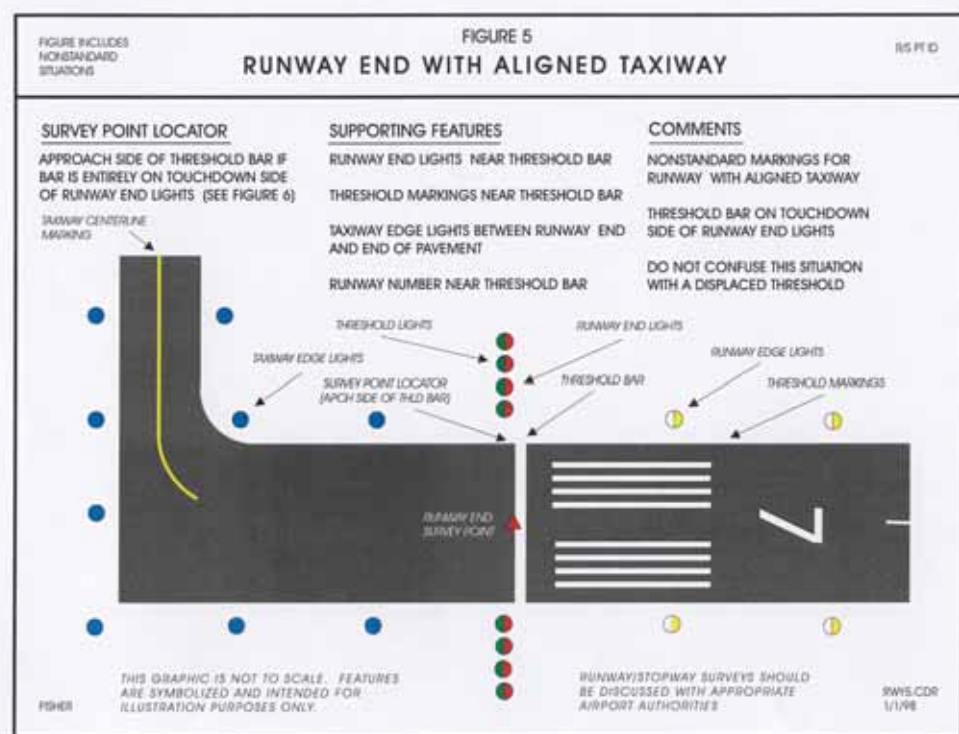 FIGURE INCLUDES
NONSTANDARD
SITUATIONS
FIGURE 5
RUNWAY END WITH ALIGNED TAXIWAY
R/S PT ID
SURVEY POINT LOCATOR
APPROACH SIDE OF THRESHOLD BAR IF
BAR IS ENTIRELY ON TOUCHDOWN SIDE
OF RUNWAY END LIGHTS (SEE FIGURE 6)
SUPPORTING FEATURES
RUNWAY END LIGHTS NEAR THRESHOLD BAR
THRESHOLD MARKINGS NEAR THRESHOLD BAR
TAXIWAY EDGE LIGHTS BETWEEN RUNWAY END
AND END OF PAVEMENT
RUNWAY NUMBER NEAR THRESHOLD BAR
COMMENTS
NONSTANDARD MARKINGS FOR
RUNWAY WITH ALIGNED TAXIWAY
THRESHOLD BAR ON TOUCHDOWN
SIDE OF RUNWAY END LIGHTS
DO NOT CONFUSE THIS SITUATION
WITH A DISPLACED THRESHOLD
TAXIWAY CENTERLINE
MARKING
TAXIWAY EDGE LIGHTS
THRESHOLD LIGHTS
SURVEY POINT LOCATOR
(APCH SIDE OF THLD BAR)
RUNWAY END LIGHTS
THRESHOLD BAR
RUNWAY EDGE LIGHTS
THRESHOLD MARKINGS
RUNWAY END
SURVEY POINT
7
THIS GRAPHIC IS NOT TO SCALE. FEATURES
ARE SYMBOLIZED AND INTENDED FOR
ILLUSTRATION PURPOSES ONLY.
RUNWAY/STOPWAY SURVEYS SHOULD
BE DISCUSSED WITH APPROPRIATE
AIRPORT AUTHORITIES
FISHER
RWY5.CDR
1/1/98